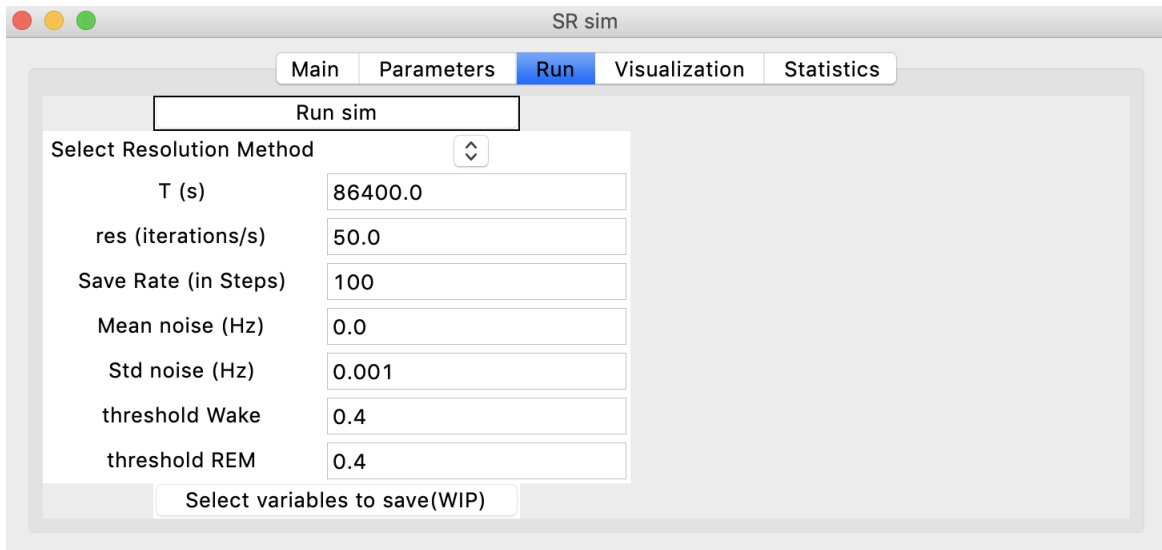 SR sim
Main Parameters Run Visualization Statistics
Run sim
Select Resolution Method
T (s) 86400.0
res (iterations/s) 50.0
Save Rate (in Steps) 100
Mean noise (Hz) 0.0
Std noise (Hz) 0.001
threshold Wake 0.4
threshold REM 0.4
Select variables to save(WIP)